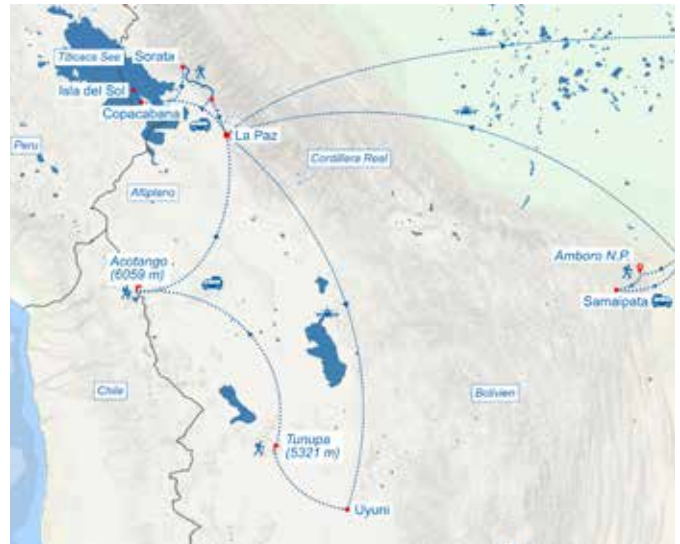 Titicaca See
Sorata
Isla del Sol
Copacabana
La Paz
Peru
Cordillera Real
Altiplano
Acotango
(6059 m)
Amboro N.P.
Samaipata
Chile
Bolivien
Tunupa
(5321 m)
Uyuni